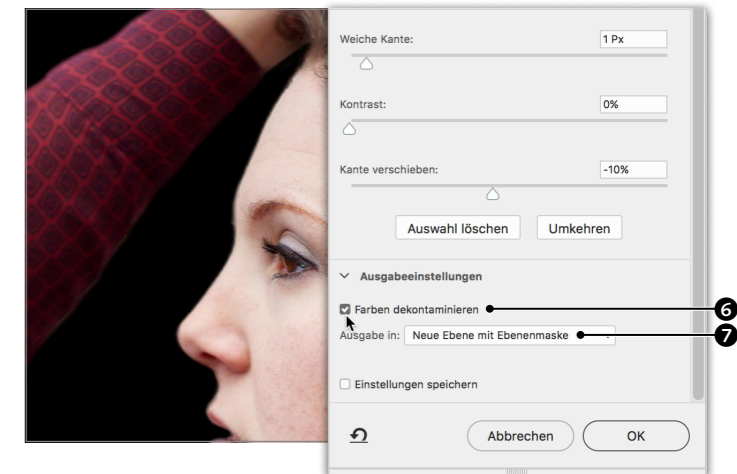 Weiche Kante: 1 Px
Kontrast: 0%
Kante verschieben: -10%
Auswahl löschen Umkehren
Ausgabeeinstellungen
Farben dekontaminieren 6
Ausgabe in: Neue Ebene mit Ebenenmaske 7
Einstellungen speichern
Abbrechen OK